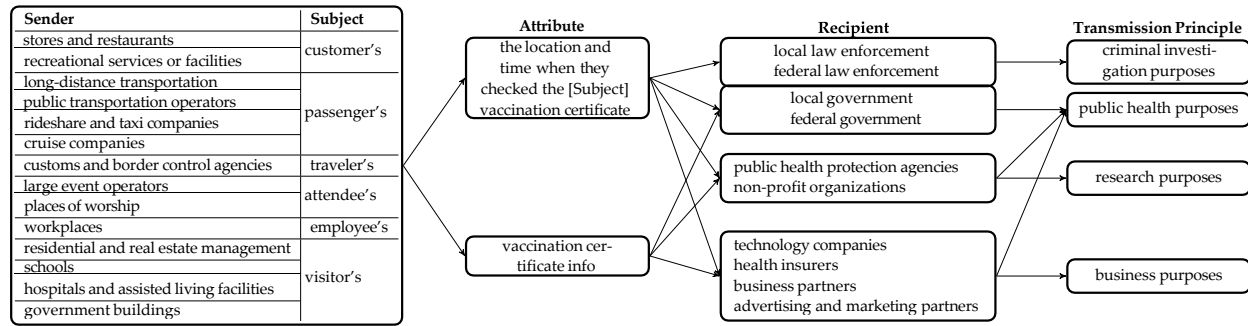 Sender Subject
stores and restaurants
recreational services or facilities
customer's
long-distance transportation
public transportation operators
rideshare and taxi companies
cruise companies
passenger's
customs and border control agencies traveler's
large event operators
places of worship
attendee's
workplaces employee's
residential and real estate management
schools
hospitals and assisted living facilities
government buildings
visitor's
Attribute
the location and
time when they
checked the [Subject]
vaccination certificate
vaccination cer-
tificate info
Recipient
local law enforcement
federal law enforcement
local government
federal government
public health protection agencies
non-profit organizations
technology companies
health insurers
business partners
advertising and marketing partners
Transmission Principle
criminal investi-
gation purposes
public health purposes
research purposes
business purposes